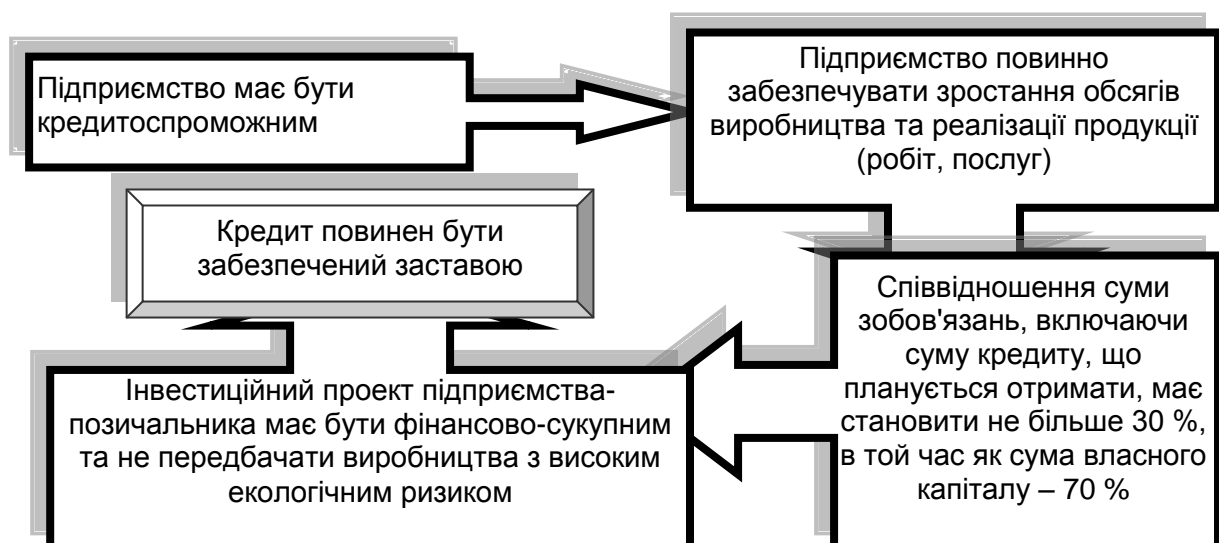 Підприємство має бути
кредитоспроможним
Підприємство повинно
забезпечувати зростання обсягів
виробництва та реалізації продукції
(робіт, послуг)
Співвідношення суми
зобов'язань, включаючи
суму кредиту, що
планується отримати, має
становити не більше 30 %,
в той час як сума власного
капіталу – 70 %
Інвестиційний проект підприємства-
позичальника має бути фінансово-сукупним
та не передбачати виробництва з високим
екологічним ризиком
Кредит повинен бути
забезпечений заставою